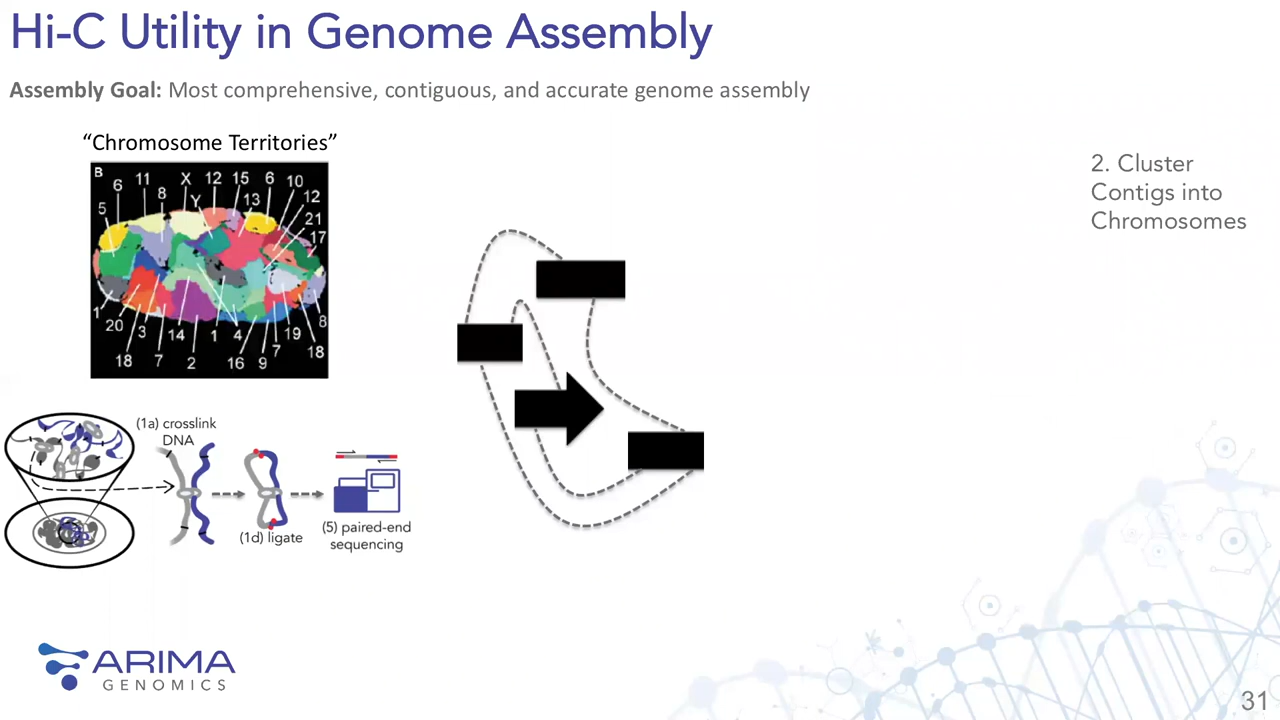 Hi-C Utility in Genome Assembly
Assembly Goal: Most comprehensive, contiguous, and accurate genome assembly
“Chromosome Territories”
B
6 11 8 X Y 12 15 13 6 10 12 21 17
5
1 20 18 3 7 14 2 1 4 16 9 7 19 18 8
2. Cluster
Contigs into
Chromosomes
(1a) crosslink
DNA
(1d) ligate
(5) paired-end
sequencing
ARIMA
GENOMICS
31